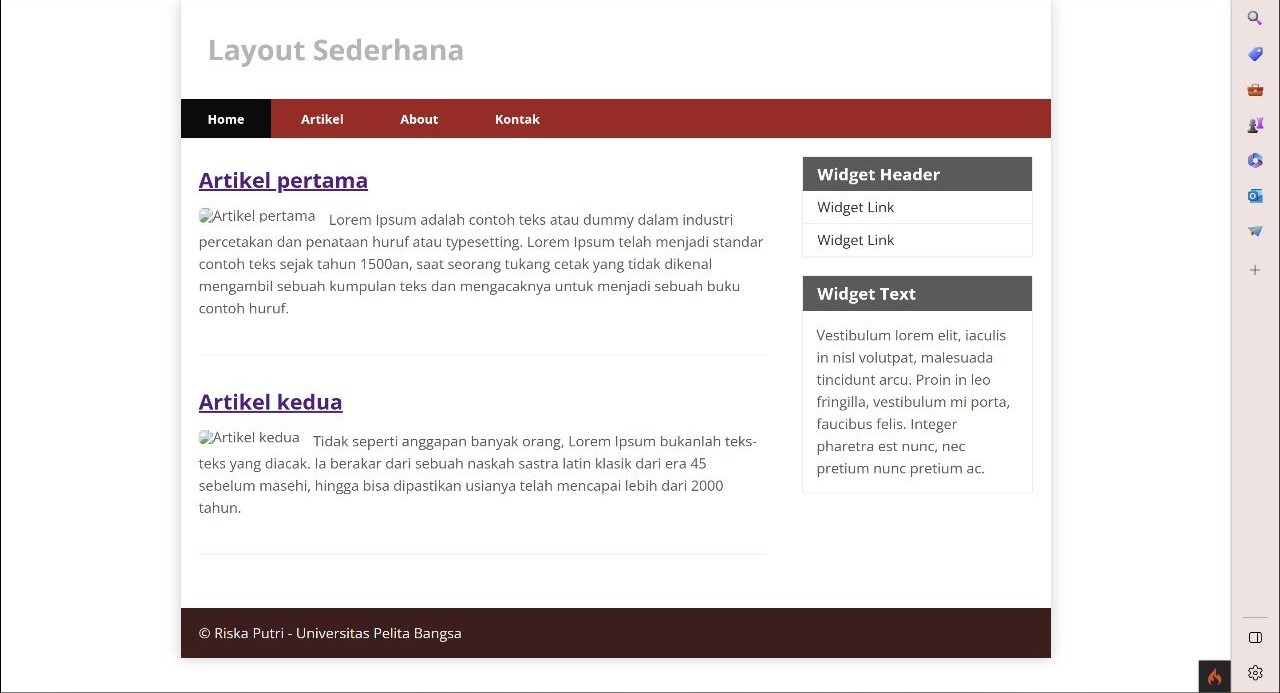 Layout Sederhana
Home Artikel About Kontak
Artikel pertama
Artikel pertama Lorem Ipsum adalah contoh teks atau dummy dalam industri
percetakan dan penataan huruf atau typesetting. Lorem Ipsum telah menjadi standar
contoh teks sejak tahun 1500an, saat seorang tukang cetak yang tidak dikenal
mengambil sebuah kumpulan teks dan mengacaknya untuk menjadi sebuah buku
contoh huruf.
Artikel kedua
Artikel kedua Tidak seperti anggapan banyak orang, Lorem Ipsum bukanlah teks-
teks yang diacak. Ia berakar dari sebuah naskah sastra latin klasik dari era 45
sebelum masehi, hingga bisa dipastikan usianya telah mencapai lebih dari 2000
tahun.
Widget Header
Widget Link
Widget Link
Widget Text
Vestibulum lorem elit, iaculis
in nisl volutpat, malesuada
tincidunt arcu. Proin in leo
fringilla, vestibulum mi porta,
faucibus felis. Integer
pharetra est nunc, nec
pretium nunc pretium ac.
© Riska Putri - Universitas Pelita Bangsa